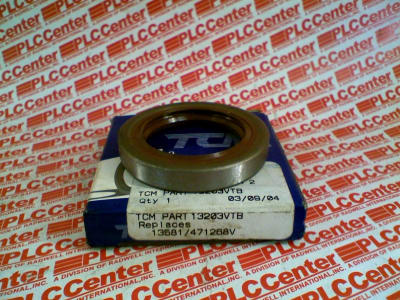 TCM
TCM PART 13203VTB
Qty 1 03/09/04
TCM PART 13203VTB
Replaces
13581/471268V
PLCCenter
A DIVISION OF RADWELL INTERNATIONAL, INC.